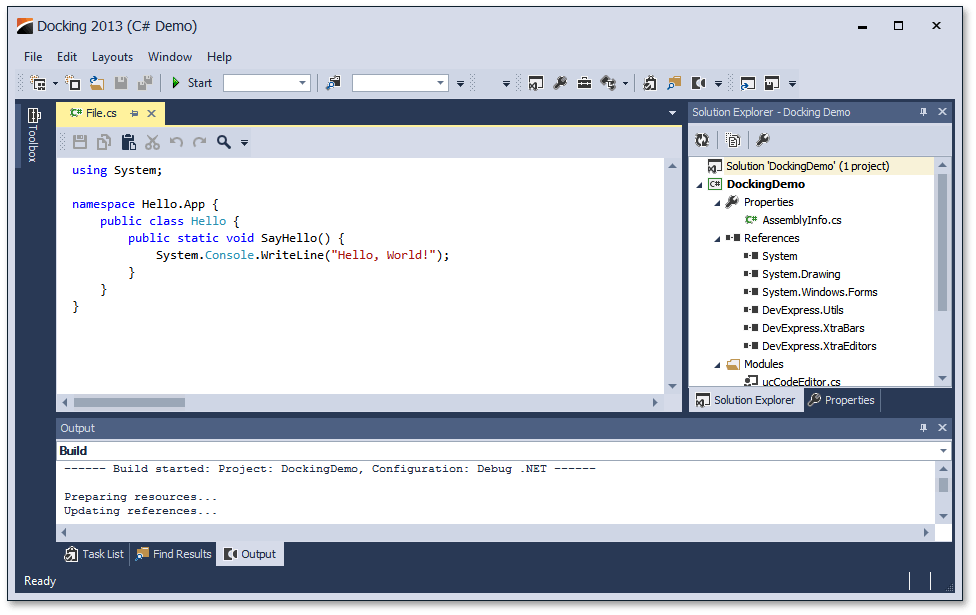 Docking 2013 (C# Demo)
File Edit Layouts Window Help
Start
Toolbox
C# File.cs
using System;
namespace Hello.App {
public class Hello {
public static void SayHello() {
System.Console.WriteLine("Hello, World!");
}
}
}
Solution Explorer - Docking Demo
Solution 'DockingDemo' (1 project)
C# DockingDemo
Properties
C# AssemblyInfo.cs
References
System
System.Drawing
System.Windows.Forms
DevExpress.Utils
DevExpress.XtraBars
DevExpress.XtraEditors
Modules
ucCodeEditor.cs
Solution Explorer Properties
Output
Build
------ Build started: Project: DockingDemo, Configuration: Debug .NET ------
Preparing resources...
Updating references...
Task List Find Results Output
Ready